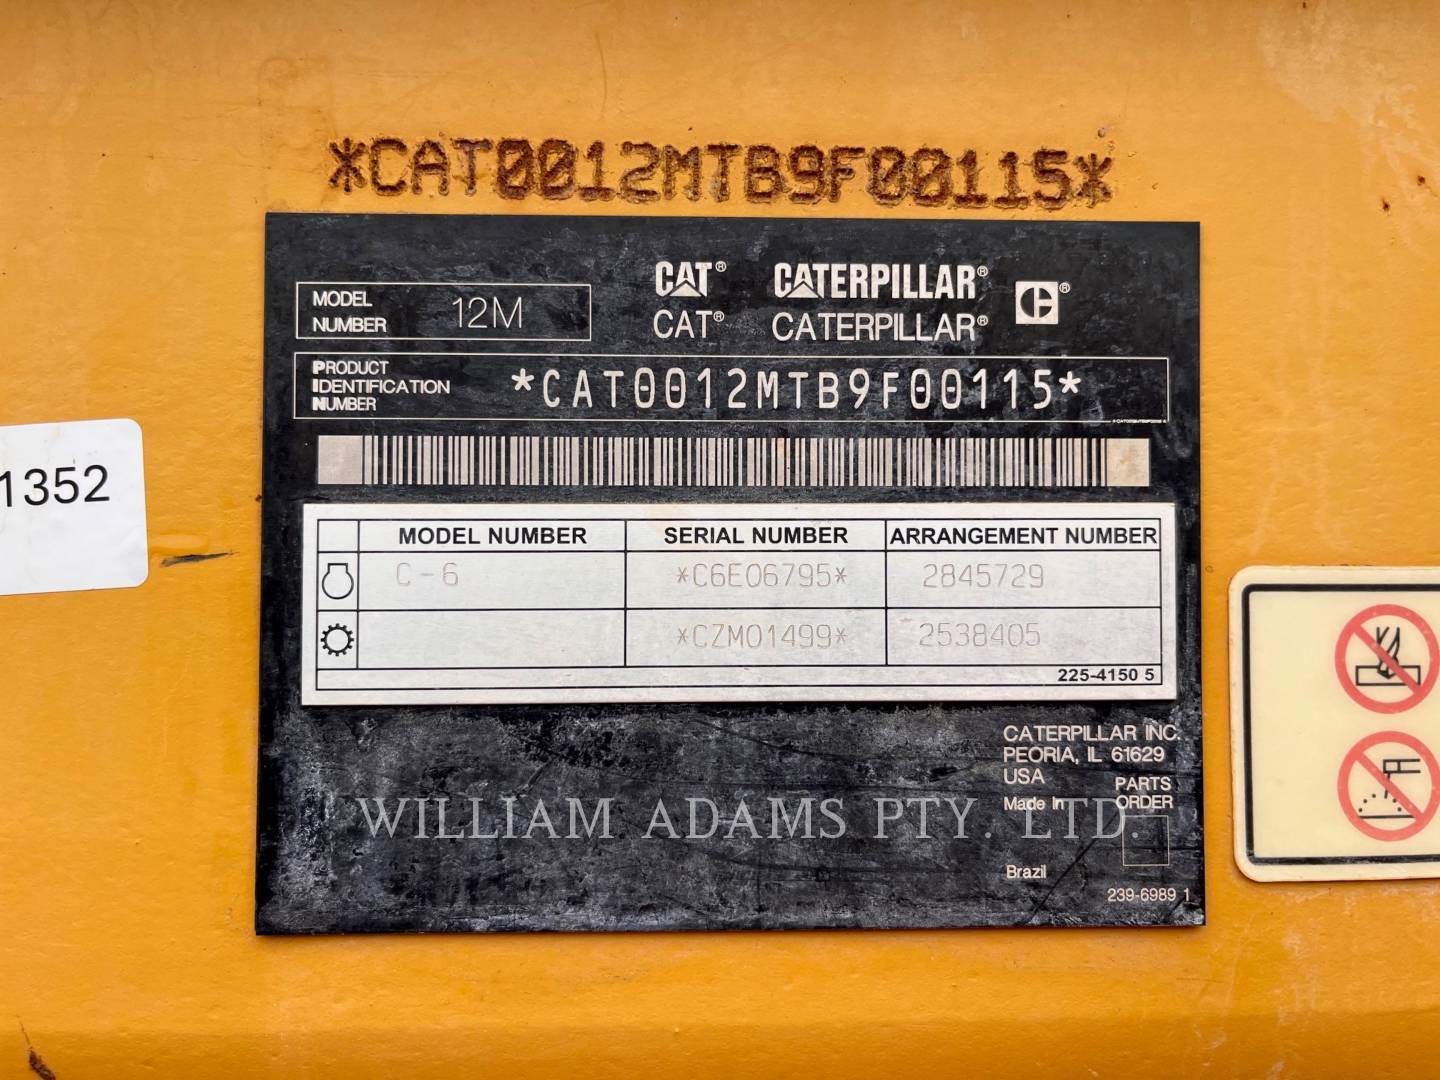 *CAT0012MTB9F00115*
MODEL NUMBER 12M
CAT® CATERPILLAR®
CAT® CATERPILLAR®
PRODUCT IDENTIFICATION NUMBER *CAT0012MTB9F00115*
MODEL NUMBER SERIAL NUMBER ARRANGEMENT NUMBER
C-6 *C6E06795* 2845729
*CZM01499* 2538405
225-4150 5
CATERPILLAR INC.
PEORIA, IL 61629
USA
PARTS ORDER
Made In
Brazil
239-6989 1
WILLIAM ADAMS PTY. LTD.
1352